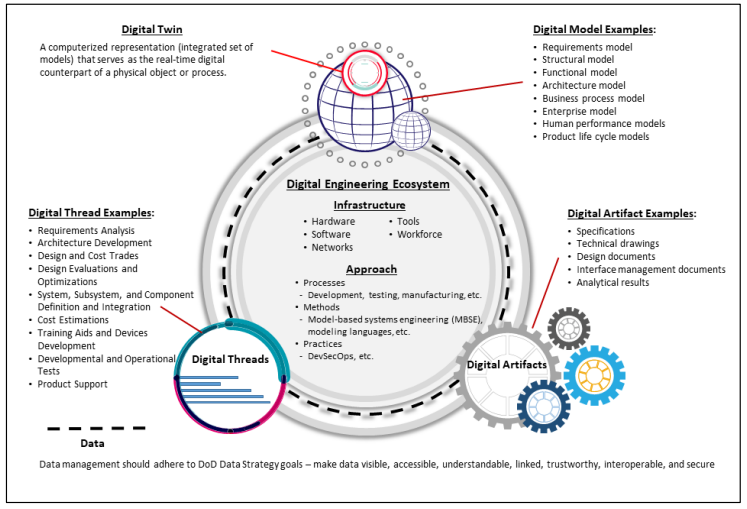 Digital Twin
A computerized representation (integrated set of
models) that serves as the real-time digital
counterpart of a physical object or process.
Digital Model Examples:
• Requirements model
• Structural model
• Functional model
• Architecture model
• Business process model
• Enterprise model
• Human performance models
• Product life cycle models
Digital Engineering Ecosystem
Infrastructure
• Hardware
• Software
• Networks
• Tools
• Workforce
Approach
• Processes
- Development, testing, manufacturing, etc.
• Methods
- Model-based systems engineering (MBSE),
modeling languages, etc.
• Practices
- DevSecOps, etc.
Digital Thread Examples:
• Requirements Analysis
• Architecture Development
• Design and Cost Trades
• Design Evaluations and
Optimizations
• System, Subsystem, and Component
Definition and Integration
• Cost Estimations
• Training Aids and Devices
Development
• Developmental and Operational
Tests
• Product Support
Digital Artifact Examples:
• Specifications
• Technical drawings
• Design documents
• Interface management documents
• Analytical results
Digital Threads
Digital Artifacts
Data
Data management should adhere to DoD Data Strategy goals – make data visible, accessible, understandable, linked, trustworthy, interoperable, and secure